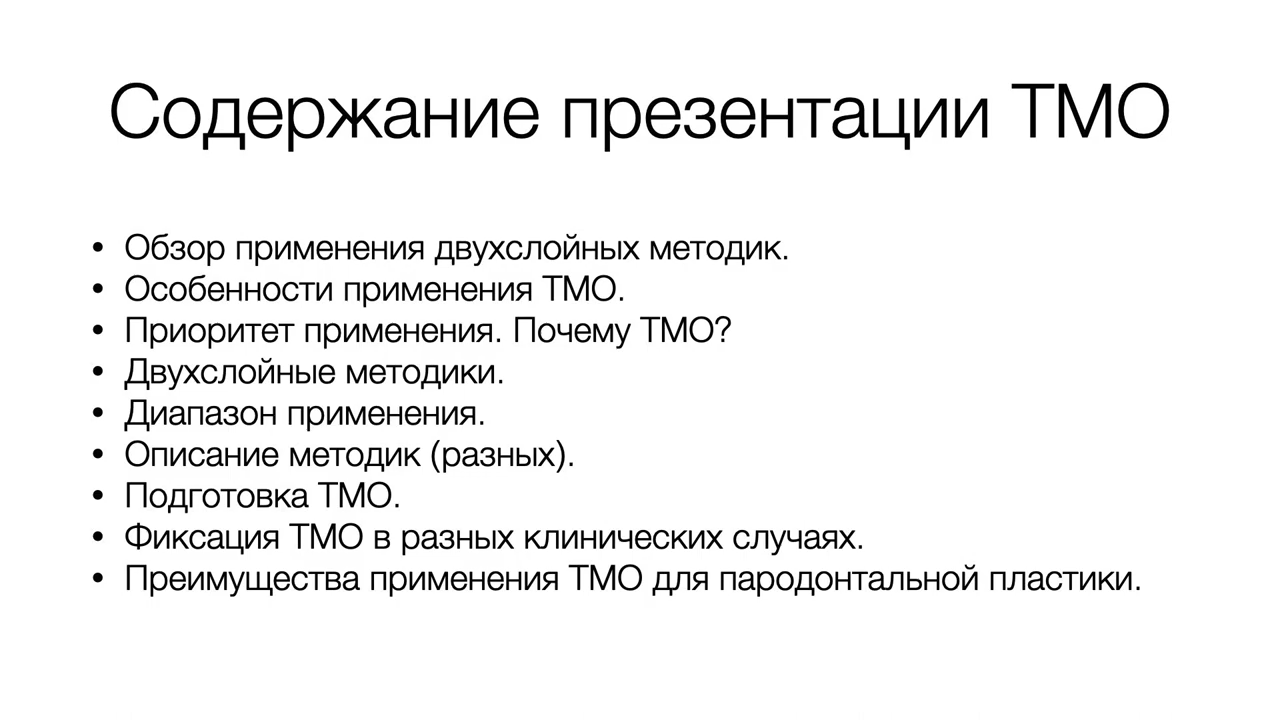 Содержание презентации ТМО
• Обзор применения двухслойных методик.
• Особенности применения ТМО.
• Приоритет применения. Почему ТМО?
• Двухслойные методики.
• Диапазон применения.
• Описание методик (разных).
• Подготовка ТМО.
• Фиксация ТМО в разных клинических случаях.
• Преимущества применения ТМО для пародонтальной пластики.